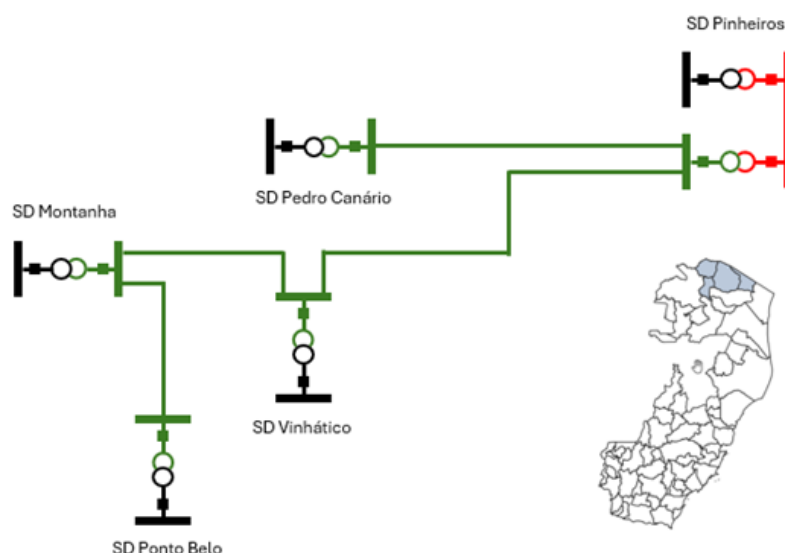 SD Pinheiros
SD Pedro Canário
SD Montanha
SD Vinhático
SD Ponto Belo